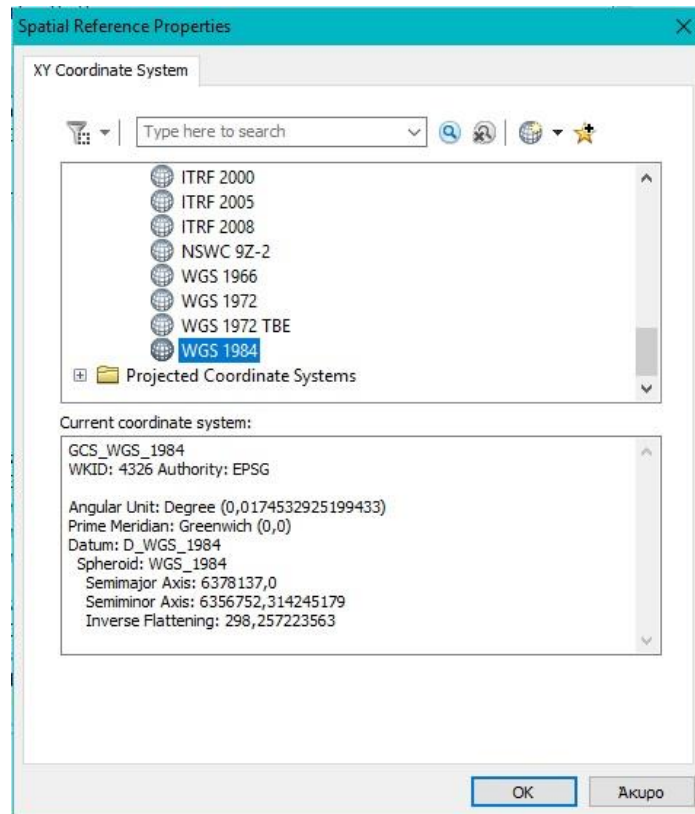 Spatial Reference Properties
XY Coordinate System
Type here to search
ITRF 2000
ITRF 2005
ITRF 2008
NSWC 9Z-2
WGS 1966
WGS 1972
WGS 1972 TBE
WGS 1984
Projected Coordinate Systems
Current coordinate system:
GCS_WGS_1984
WKID: 4326 Authority: EPSG
Angular Unit: Degree (0,0174532925199433)
Prime Meridian: Greenwich (0,0)
Datum: D_WGS_1984
Spheroid: WGS_1984
Semimajor Axis: 6378137,0
Semiminor Axis: 6356752,314245179
Inverse Flattening: 298,257223563
OK Άκυρο